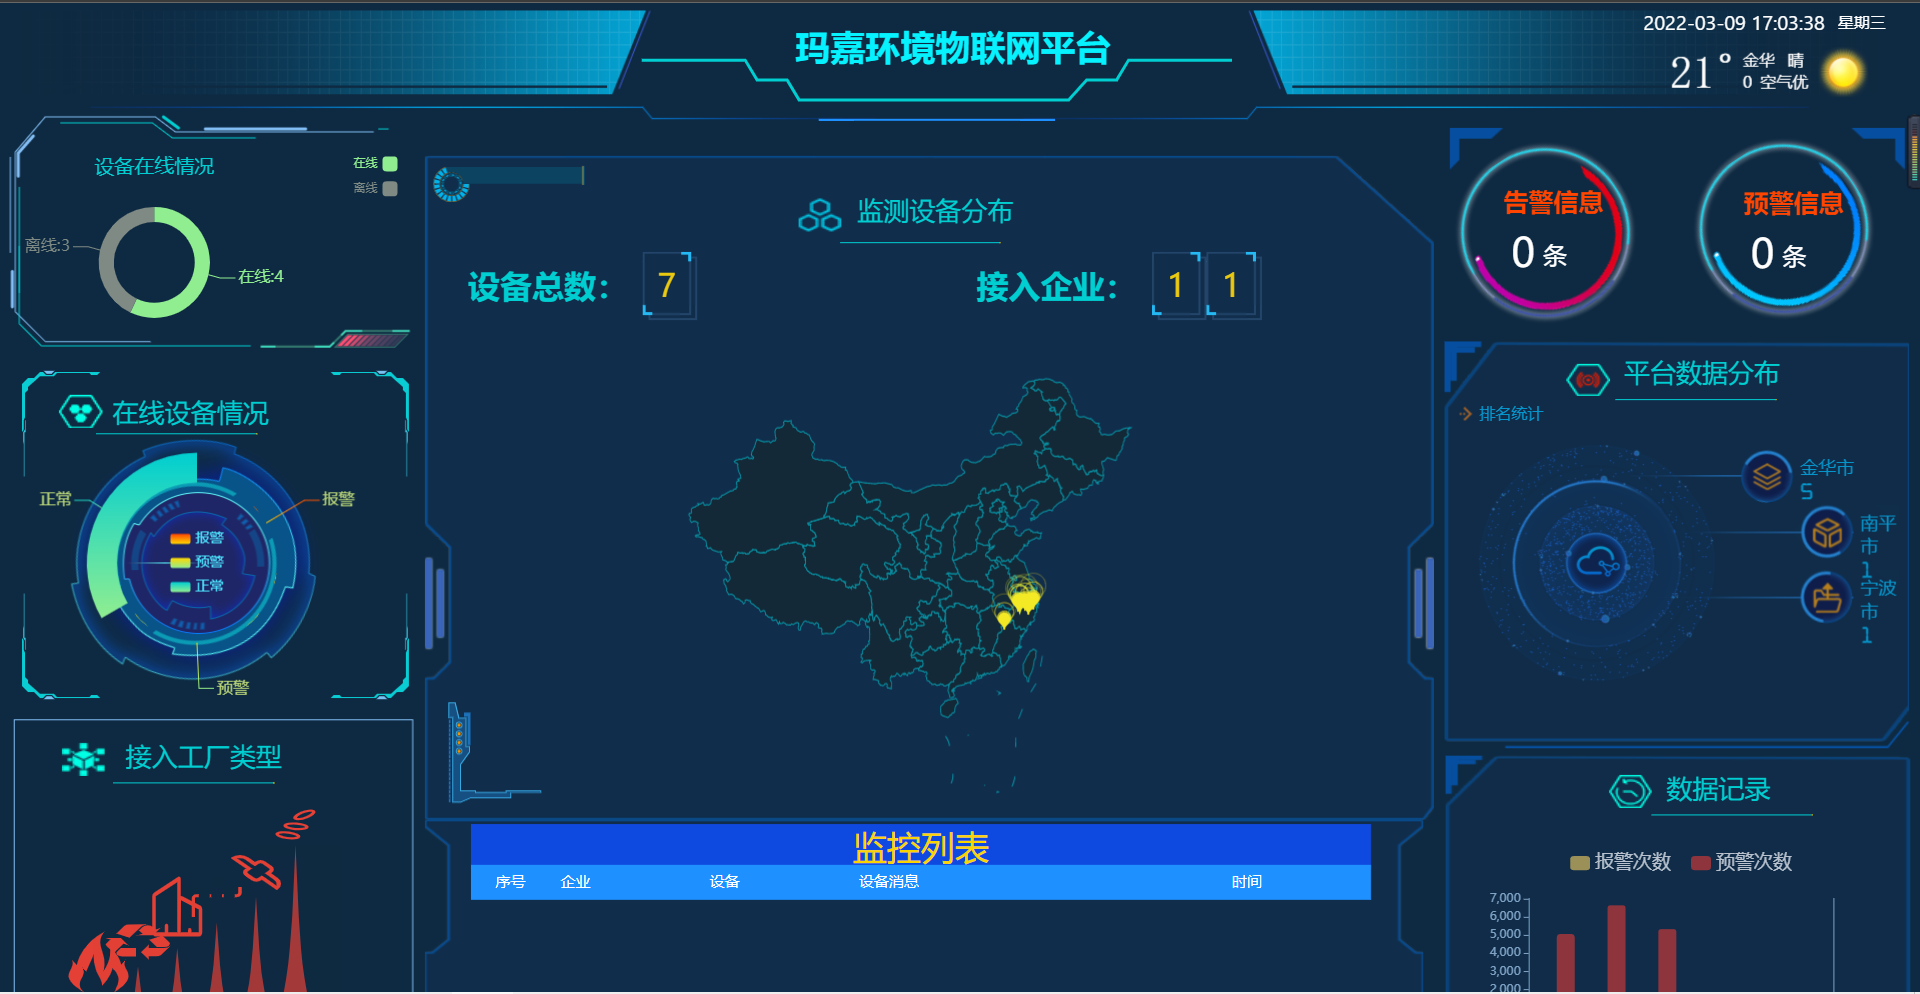 2022-03-09 17:03:38 星期三
玛嘉环境物联网平台
21° 金华 晴
0 空气优
设备在线情况
在线
离线
离线:3
在线:4
监测设备分布
设备总数: 7
接入企业: 1 1
告警信息
0 条
预警信息
0 条
在线设备情况
正常
报警
报警
预警
正常
预警
平台数据分布
排名统计
金华市
5
南平
市
1
宁波
市
1
接入工厂类型
监控列表
序号 企业 设备 设备消息 时间
数据记录
报警次数 预警次数
7,000
6,000
5,000
4,000
3,000
2,000